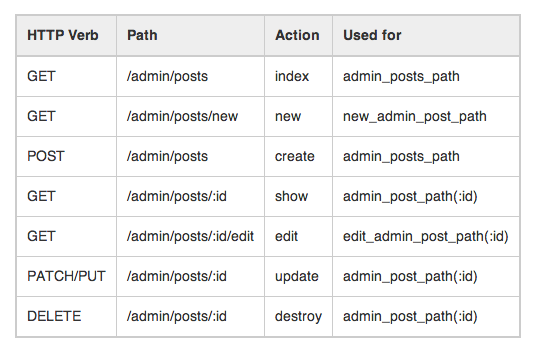 HTTP Verb Path Action Used for
GET /admin/posts index admin_posts_path
GET /admin/posts/new new new_admin_post_path
POST /admin/posts create admin_posts_path
GET /admin/posts/:id show admin_post_path(:id)
GET /admin/posts/:id/edit edit edit_admin_post_path(:id)
PATCH/PUT /admin/posts/:id update admin_post_path(:id)
DELETE /admin/posts/:id destroy admin_post_path(:id)